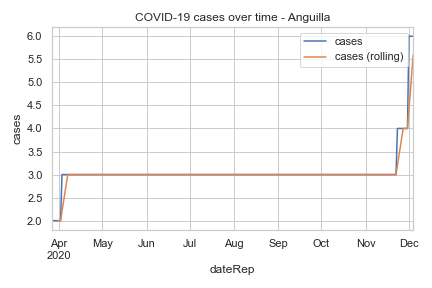 COVID-19 cases over time - Anguilla
cases
cases (rolling)
6.0
5.5
5.0
4.5
4.0
3.5
3.0
2.5
2.0
cases
Apr May Jun Jul Aug Sep Oct Nov Dec
2020
dateRep